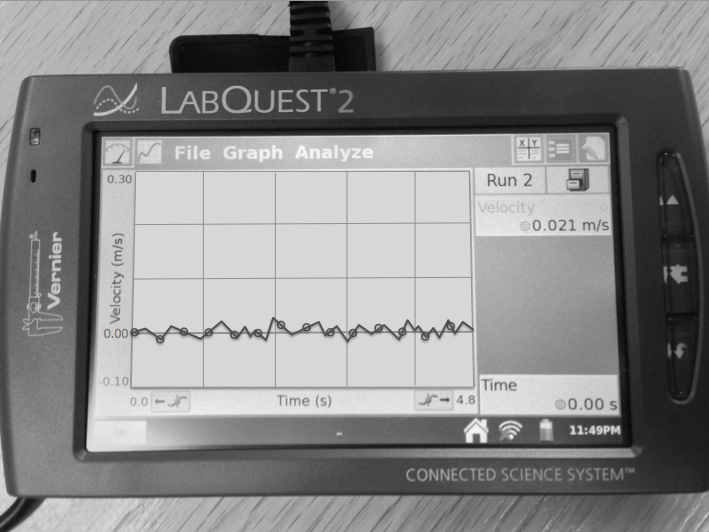 LABQUEST®2
File Graph Analyze
X Y
Run 2
0.30
Velocity
0.021 m/s
Velocity (m/s)
0.00
-0.10
0.0
Time (s)
4.8
Time
0.00 s
11:49PM
Vernier
CONNECTED SCIENCE SYSTEM™